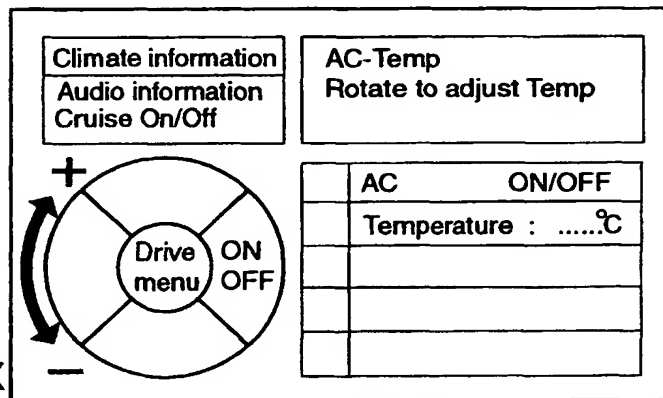 Climate information
Audio information
Cruise On/Off
AC-Temp
Rotate to adjust Temp
+
Drive
menu
ON
OFF
−
AC ON/OFF
Temperature : ......°C